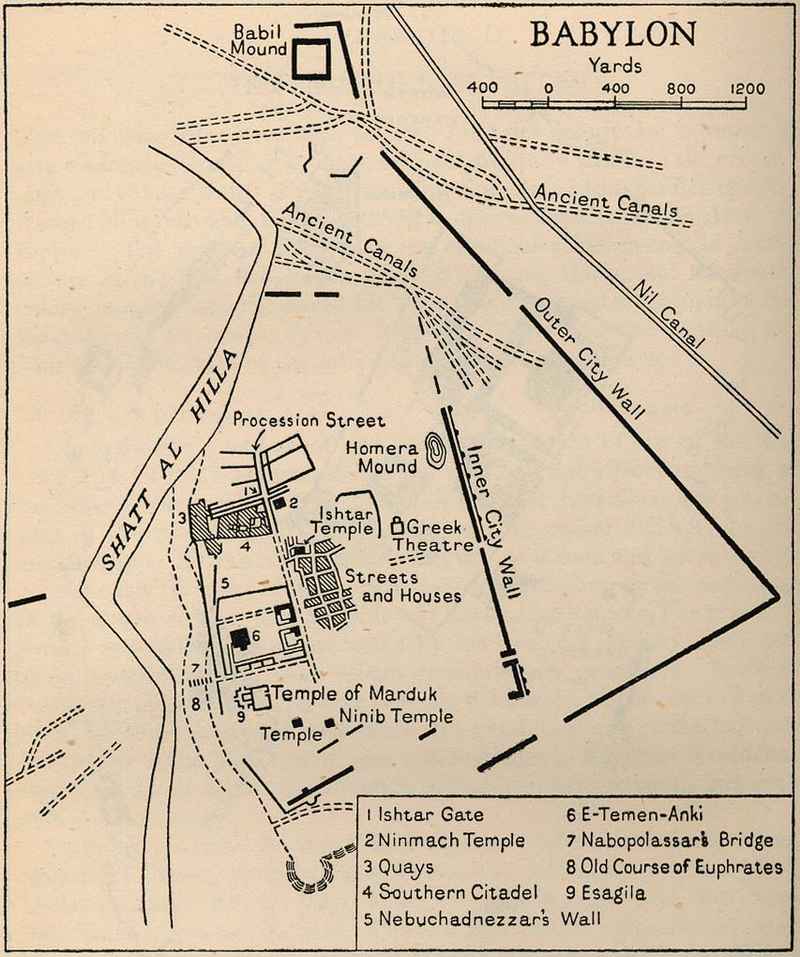 BABYLON
Yards
400 0 400 800 1200
Babil
Mound
Ancient Canals
Ancient Canals
Nil Canal
Outer City Wall
SHATT AL HILLA
Procession Street
Homera
Mound
Inner City Wall
1
2
3
Ishtar
Temple
Greek
Theatre
4
5
Streets
and Houses
6
7
8
9
Temple of Marduk
Ninib Temple
Temple
1 Ishtar Gate
2 Ninmach Temple
3 Quays
4 Southern Citadel
5 Nebuchadnezzar's Wall
6 E-Temen-Anki
7 Nabopolassar's Bridge
8 Old Course of Euphrates
9 Esagila